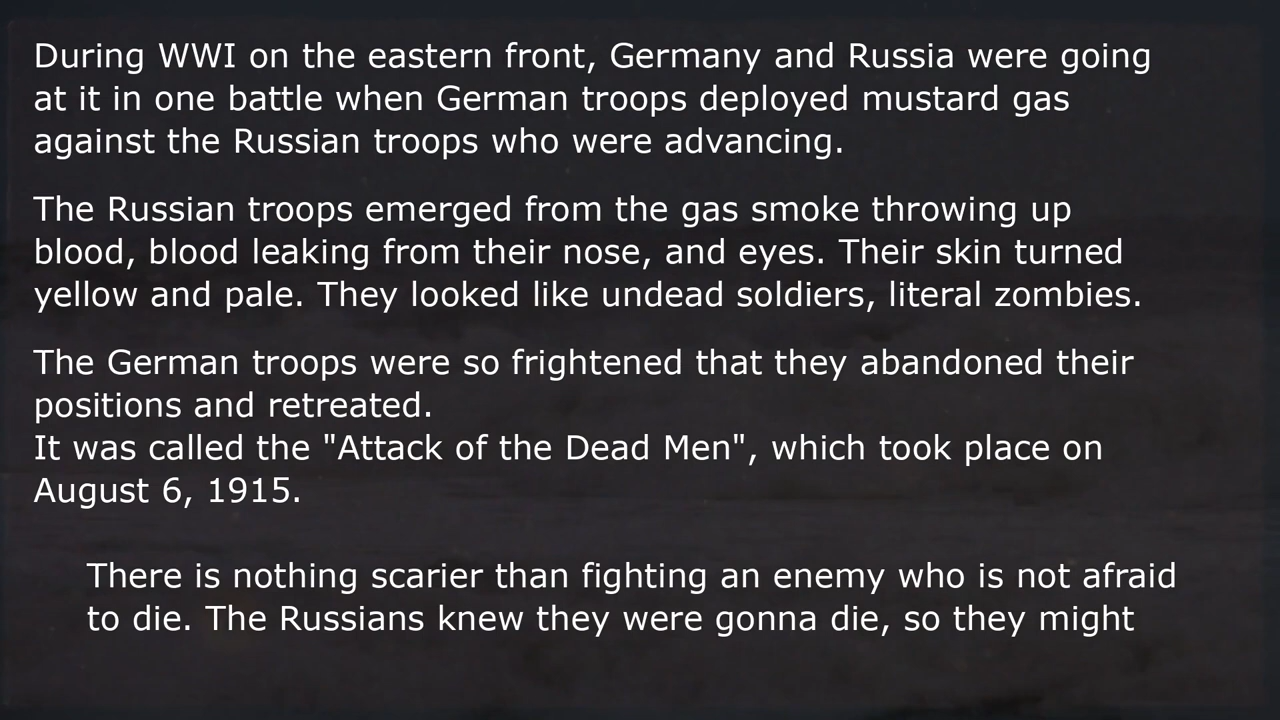 During WWI on the eastern front, Germany and Russia were going
at it in one battle when German troops deployed mustard gas
against the Russian troops who were advancing.
The Russian troops emerged from the gas smoke throwing up
blood, blood leaking from their nose, and eyes. Their skin turned
yellow and pale. They looked like undead soldiers, literal zombies.
The German troops were so frightened that they abandoned their
positions and retreated.
It was called the "Attack of the Dead Men", which took place on
August 6, 1915.
There is nothing scarier than fighting an enemy who is not afraid
to die. The Russians knew they were gonna die, so they might